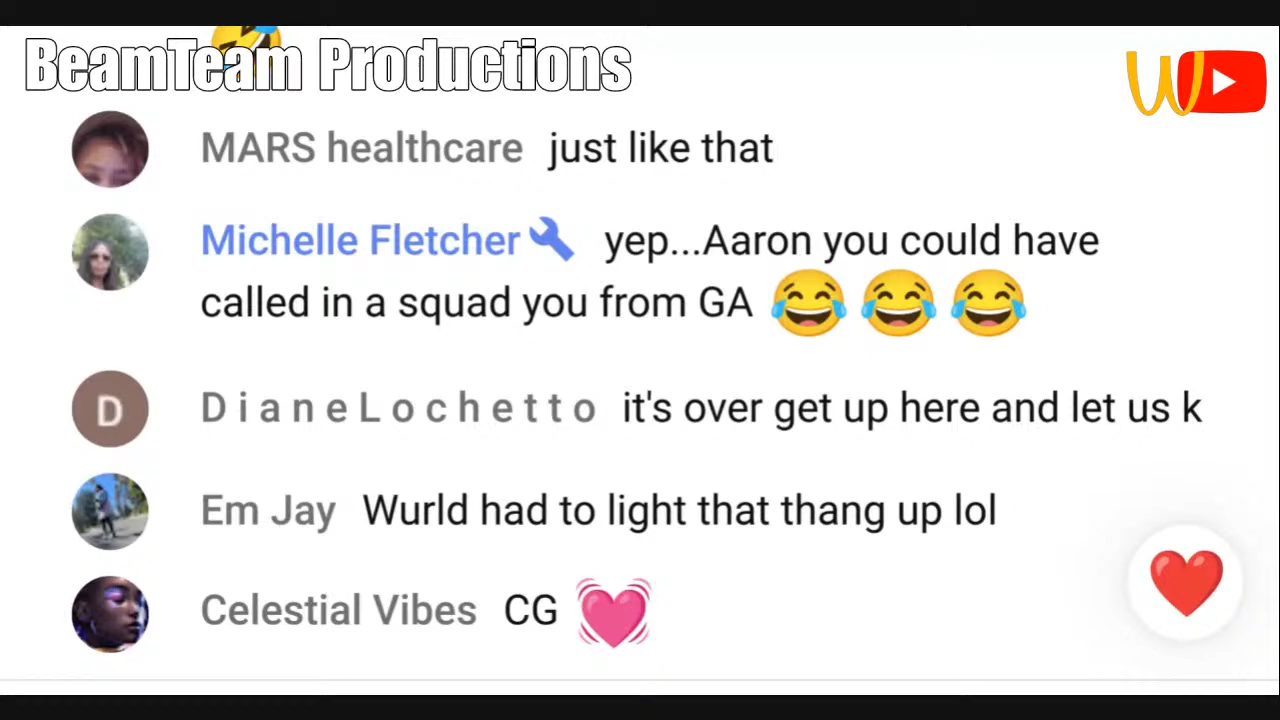 BeamTeam Productions
W
MARS healthcare just like that
Michelle Fletcher🔧 yep...Aaron you could have
called in a squad you from GA 😂 😂 😂
D
D i a n e L o c h e t t o it's over get up here and let us k
Em Jay Wurld had to light that thang up lol
Celestial Vibes CG 💓